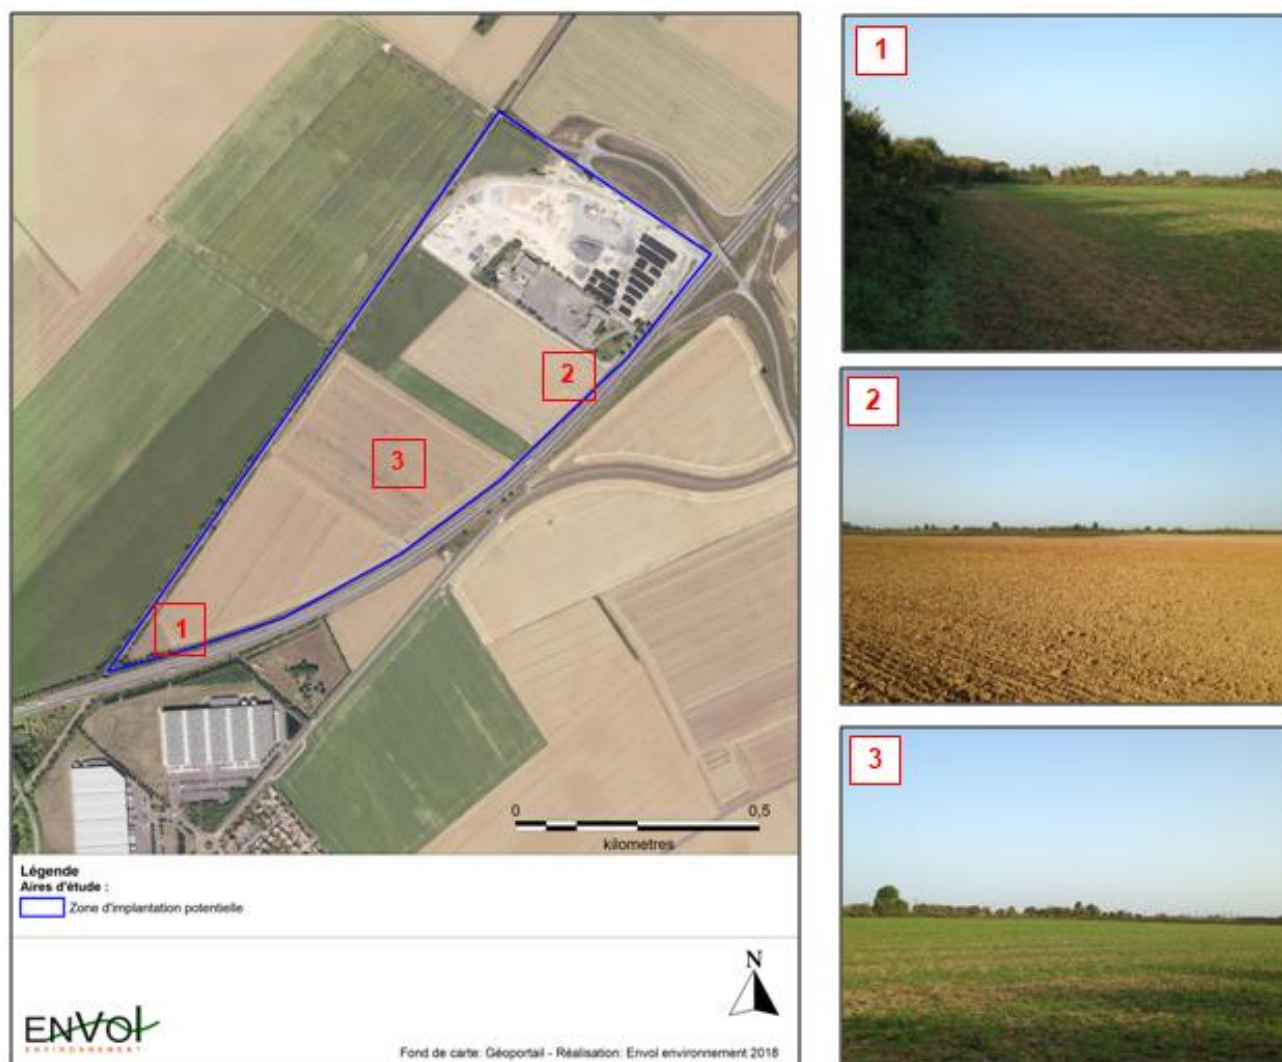 1
2
3
1
2
3
0 0,5
kilometres
Légende
Aires d'étude :
Zone d'implantation potentielle
N
ENVOL
ENVIRONNEMENT
Fond de carte: Géoportail - Réalisation: Envol environnement 2018